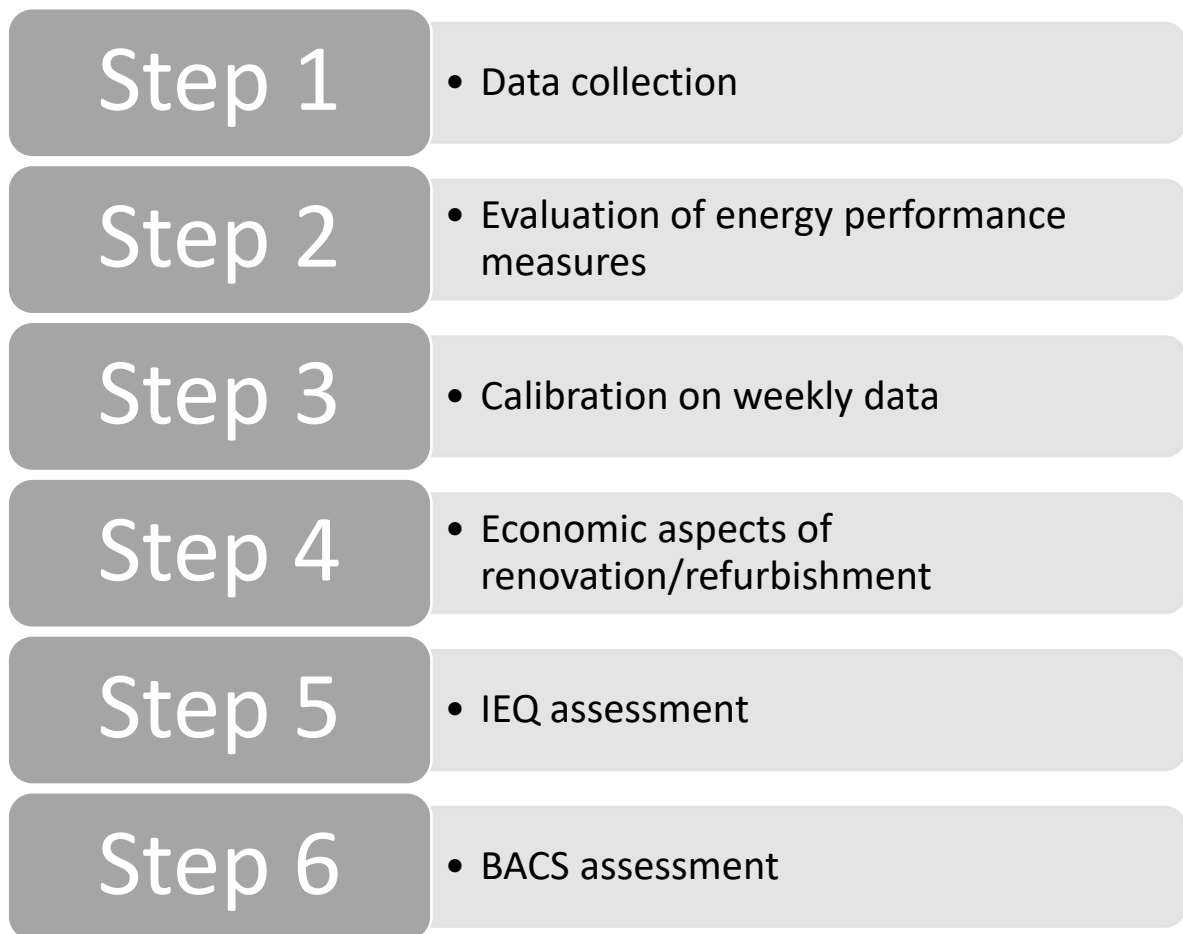 Step 1
• Data collection
Step 2
• Evaluation of energy performance
measures
Step 3
• Calibration on weekly data
Step 4
• Economic aspects of
renovation/refurbishment
Step 5
• IEQ assessment
Step 6
• BACS assessment